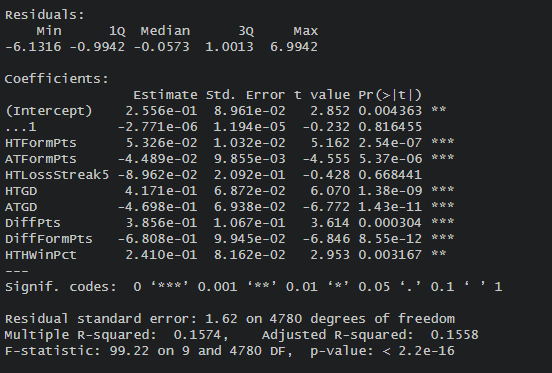 Residuals:
    Min      1Q  Median      3Q     Max
-6.1316 -0.9942 -0.0573  1.0013  6.9942

Coefficients:
                Estimate Std. Error t value Pr(>|t|)
(Intercept)    2.556e-01  8.961e-02   2.852 0.004363 **
...1          -2.771e-06  1.194e-05  -0.232 0.816455
HTFormPts      5.326e-02  1.032e-02   5.162 2.54e-07 ***
ATFormPts     -4.489e-02  9.855e-03  -4.555 5.37e-06 ***
HTLossStreak5 -8.962e-02  2.092e-01  -0.428 0.668441
HTGD           4.171e-01  6.872e-02   6.070 1.38e-09 ***
ATGD          -4.698e-01  6.938e-02  -6.772 1.43e-11 ***
DiffPts        3.856e-01  1.067e-01   3.614 0.000304 ***
DiffFormPts   -6.808e-01  9.945e-02  -6.846 8.55e-12 ***
HTHWinPct      2.410e-01  8.162e-02   2.953 0.003167 **
---
Signif. codes:  0 ‘***’ 0.001 ‘**’ 0.01 ‘*’ 0.05 ‘.’ 0.1 ‘ ’ 1

Residual standard error: 1.62 on 4780 degrees of freedom
Multiple R-squared:  0.1574,    Adjusted R-squared:  0.1558
F-statistic: 99.22 on 9 and 4780 DF,  p-value: < 2.2e-16